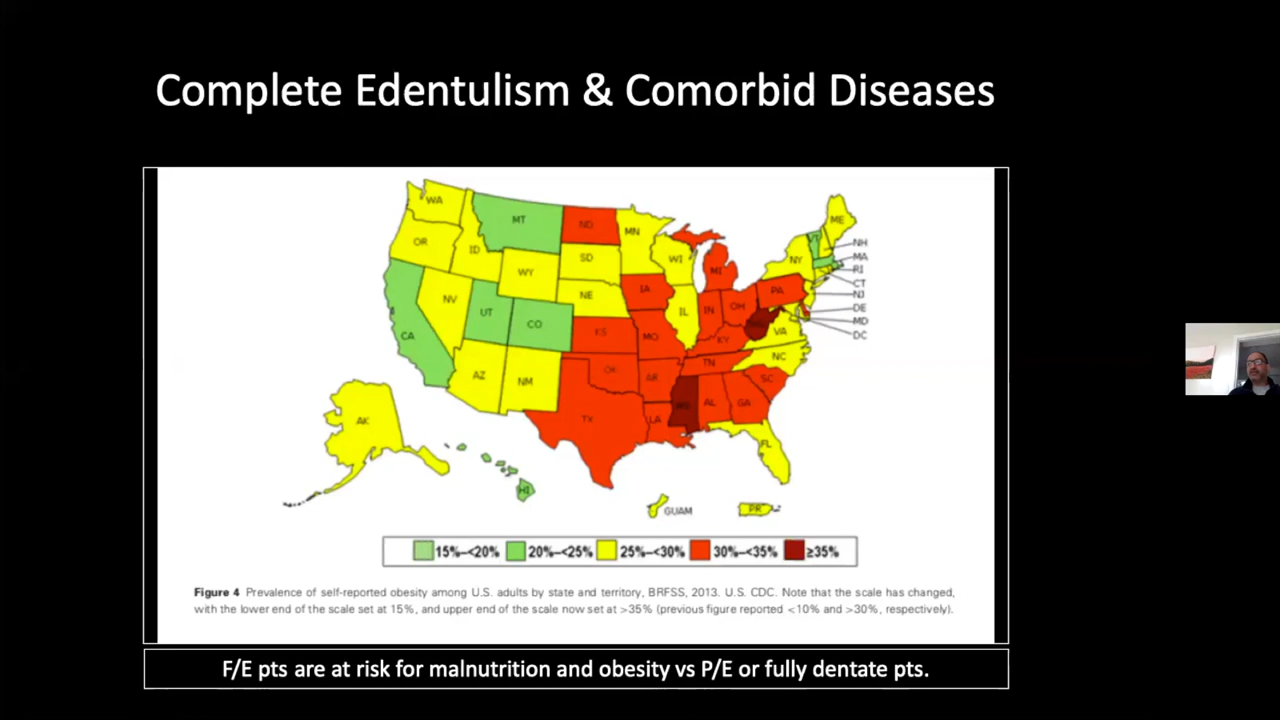 Complete Edentulism & Comorbid Diseases
WA
MT
ND
MN
ME
OR
ID
SD
WI
NY
NH
MA
WY
MI
RI
CT
NE
IA
PA
NJ
NV
IL
IN
OH
DE
UT
CO
MD
VA
DC
CA
KS
MO
KY
NC
AZ
NM
OK
AR
TN
SC
AL
GA
TX
LA
AK
FL
HI
GUAM
PR
15%–<20% 20%–<25% 25%–<30% 30%–<35% ≥35%
Figure 4 Prevalence of self-reported obesity among U.S. adults by state and territory, BRFSS, 2013. U.S. CDC. Note that the scale has changed,
with the lower end of the scale set at 15%, and upper end of the scale now set at >35% (previous figure reported <10% and >30%, respectively).
F/E pts are at risk for malnutrition and obesity vs P/E or fully dentate pts.